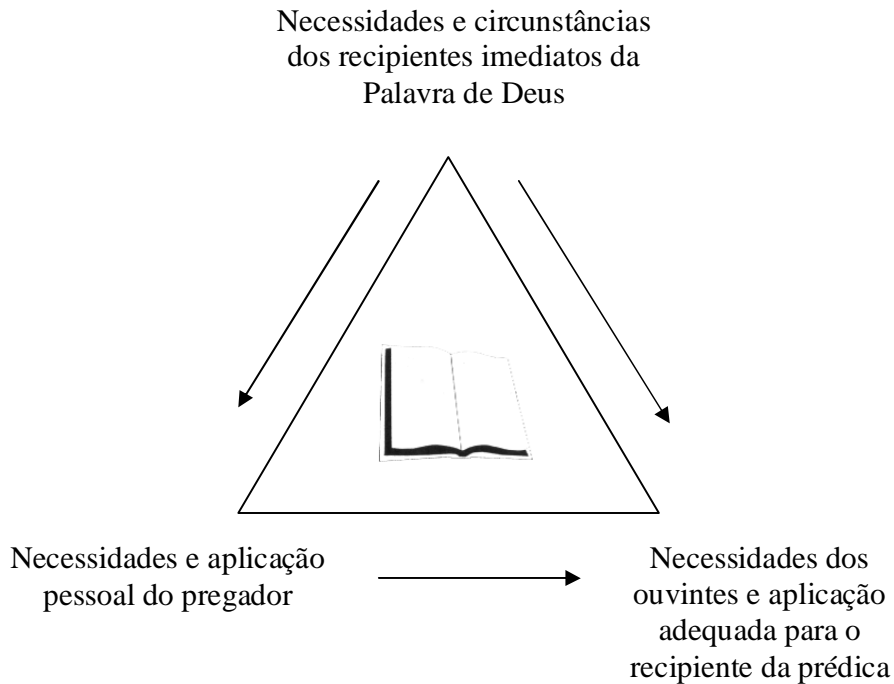 Necessidades e circunstâncias
dos recipientes imediatos da
Palavra de Deus
Necessidades e aplicação
pessoal do pregador
Necessidades dos
ouvintes e aplicação
adequada para o
recipiente da prédica